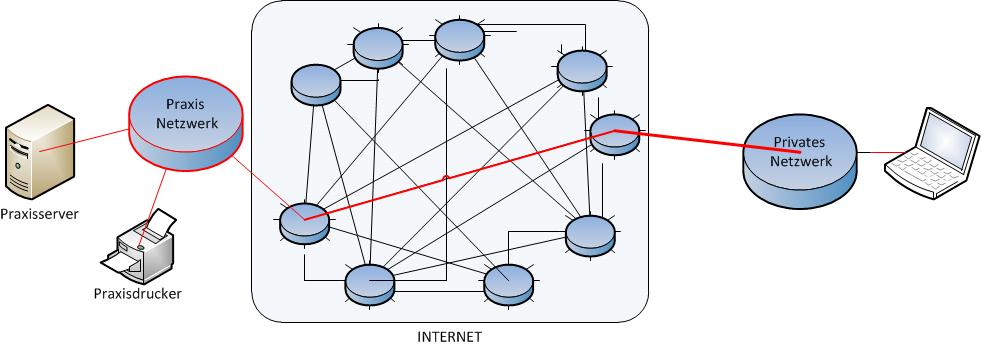 Praxis
Netzwerk
Privates
Netzwerk
Praxisserver
Praxisdrucker
INTERNET